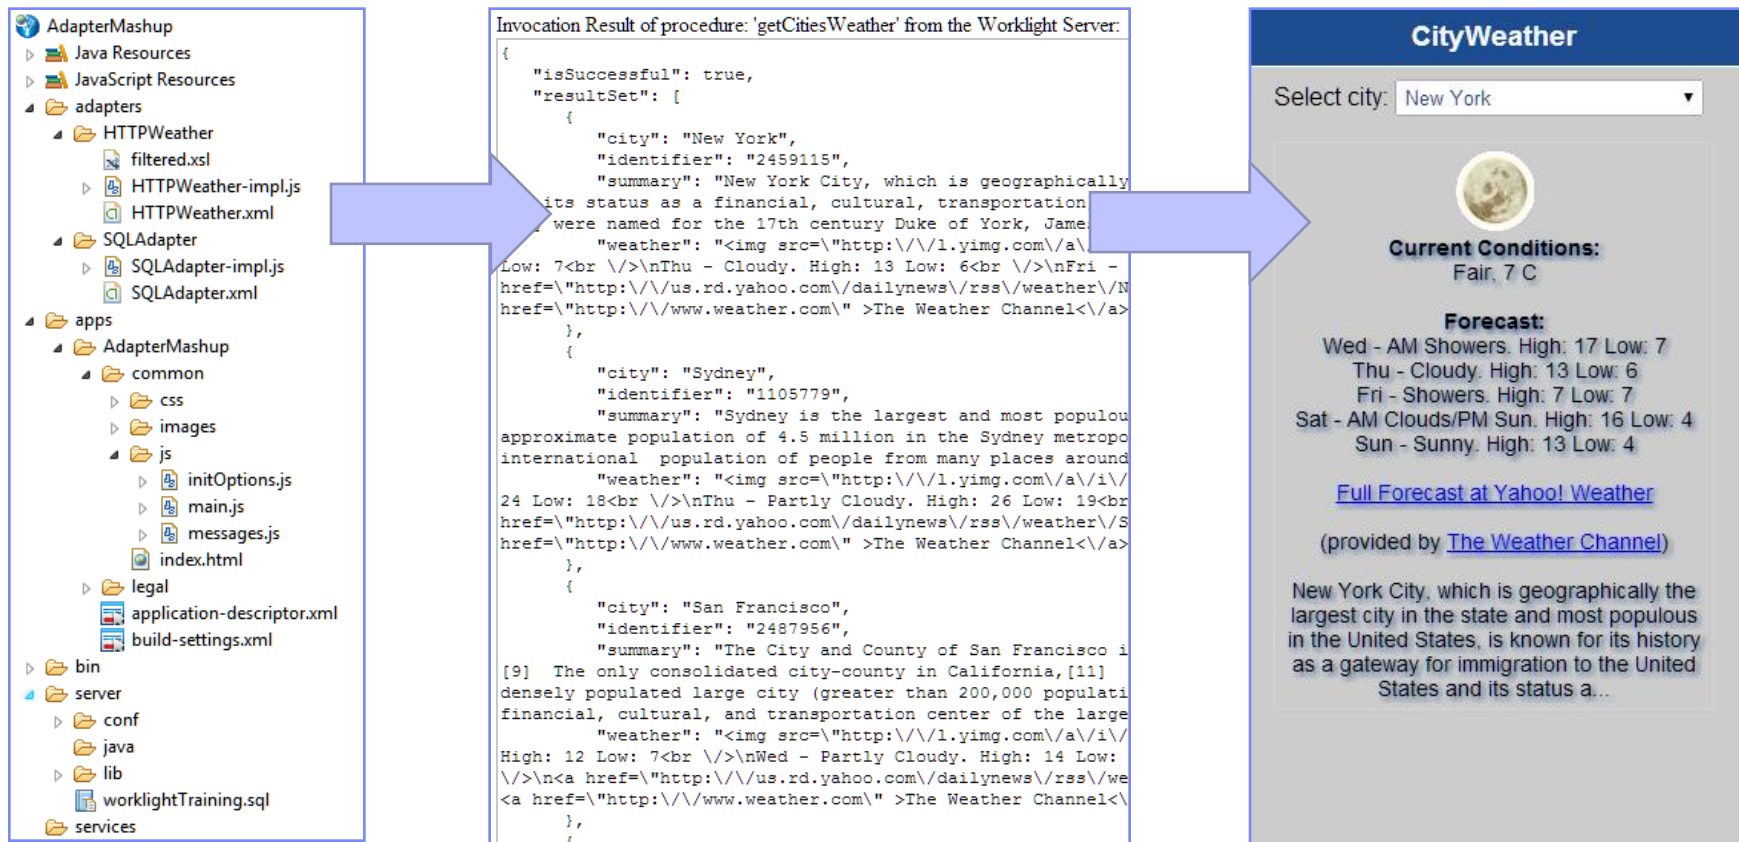 AdapterMashup
Java Resources
JavaScript Resources
adapters
HTTPWeather
filtered.xsl
HTTPWeather-impl.js
HTTPWeather.xml
SQLAdapter
SQLAdapter-impl.js
SQLAdapter.xml
apps
AdapterMashup
common
css
images
js
initOptions.js
main.js
messages.js
index.html
legal
application-descriptor.xml
build-settings.xml
bin
server
conf
java
lib
worklightTraining.sql
services
Invocation Result of procedure: 'getCitiesWeather' from the Worklight Server:
{
"isSuccessful": true,
"resultSet": [
{
"city": "New York",
"identifier": "2459115",
"summary": "New York City, which is geographically
its status as a financial, cultural, transportation
were named for the 17th century Duke of York, James
"weather": "<img src=\"http:\/\/l.yimg.com\/a\/
Low: 7<br \/>\nThu - Cloudy. High: 13 Low: 6<br \/>\nFri -
href=\"http:\/\/us.rd.yahoo.com\/dailynews\/rss\/weather\/N
href=\"http:\/\/www.weather.com\" >The Weather Channel<\/a>
},
{
"city": "Sydney",
"identifier": "1105779",
"summary": "Sydney is the largest and most populou
approximate population of 4.5 million in the Sydney metropo
international  population of people from many places around
"weather": "<img src=\"http:\/\/l.yimg.com\/a\/i\/
24 Low: 18<br \/>\nThu - Partly Cloudy. High: 26 Low: 19<br
href=\"http:\/\/us.rd.yahoo.com\/dailynews\/rss\/weather\/S
href=\"http:\/\/www.weather.com\" >The Weather Channel<\/a>
},
{
"city": "San Francisco",
"identifier": "2487956",
"summary": "The City and County of San Francisco i
[9]  The only consolidated city-county in California,[11]
densely populated large city (greater than 200,000 populati
financial, cultural, and transportation center of the large
"weather": "<img src=\"http:\/\/l.yimg.com\/a\/i\/
High: 12 Low: 7<br \/>\nWed - Partly Cloudy. High: 14 Low:
\/>\n<a href=\"http:\/\/us.rd.yahoo.com\/dailynews\/rss\/we
<a href=\"http:\/\/www.weather.com\" >The Weather Channel<\
},
{
CityWeather
Select city: New York
Current Conditions:
Fair, 7 C
Forecast:
Wed - AM Showers. High: 17 Low: 7
Thu - Cloudy. High: 13 Low: 6
Fri - Showers. High: 7 Low: 7
Sat - AM Clouds/PM Sun. High: 16 Low: 4
Sun - Sunny. High: 13 Low: 4
Full Forecast at Yahoo! Weather
(provided by The Weather Channel)
New York City, which is geographically the
largest city in the state and most populous
in the United States, is known for its history
as a gateway for immigration to the United
States and its status a...